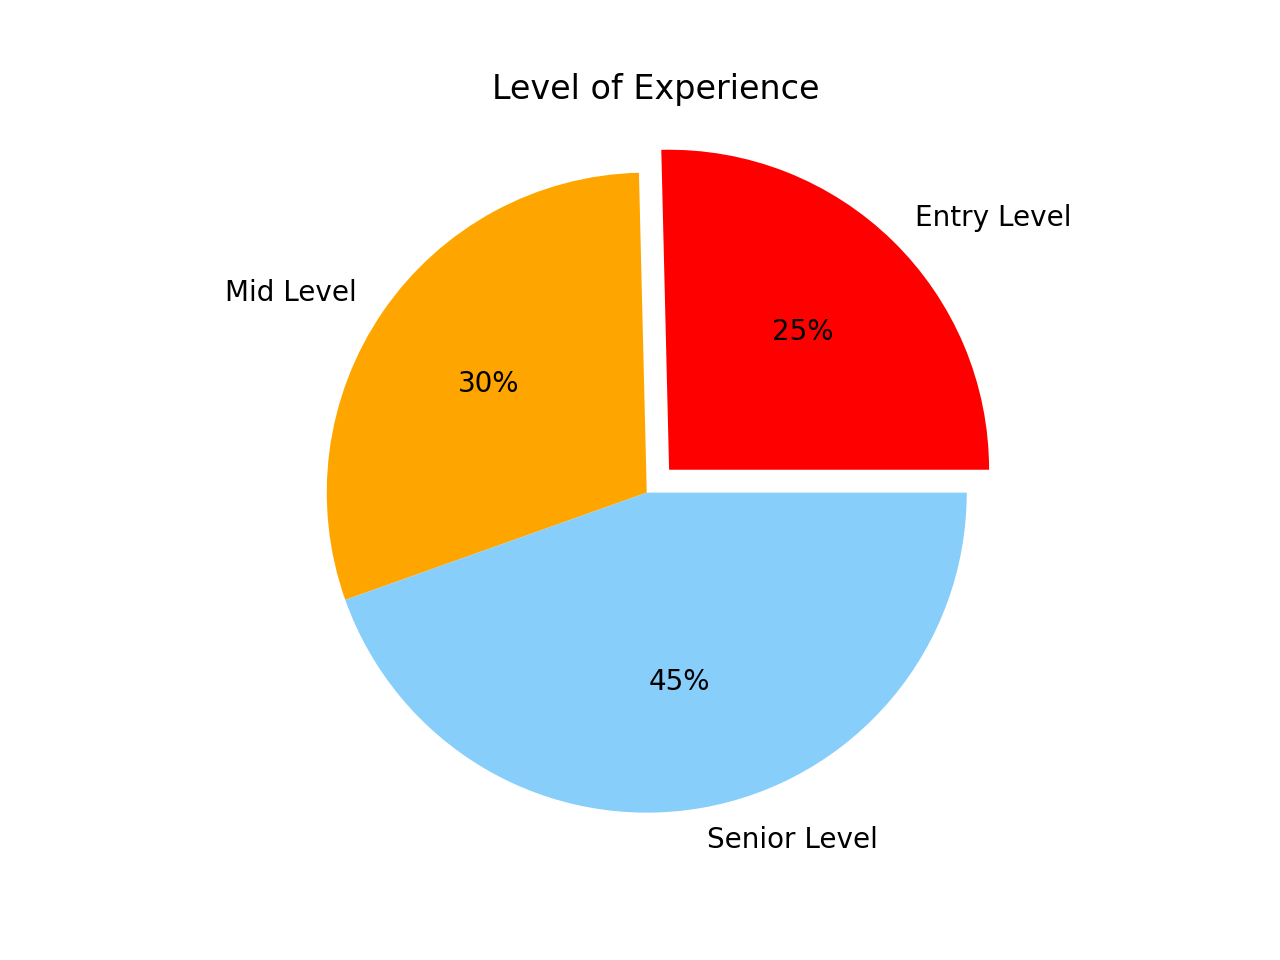 Level of Experience
Entry Level
25%
Mid Level
30%
45%
Senior Level